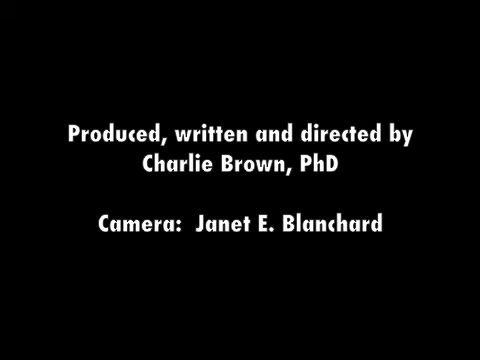 Produced, written and directed by
Charlie Brown, PhD
Camera:  Janet E. Blanchard